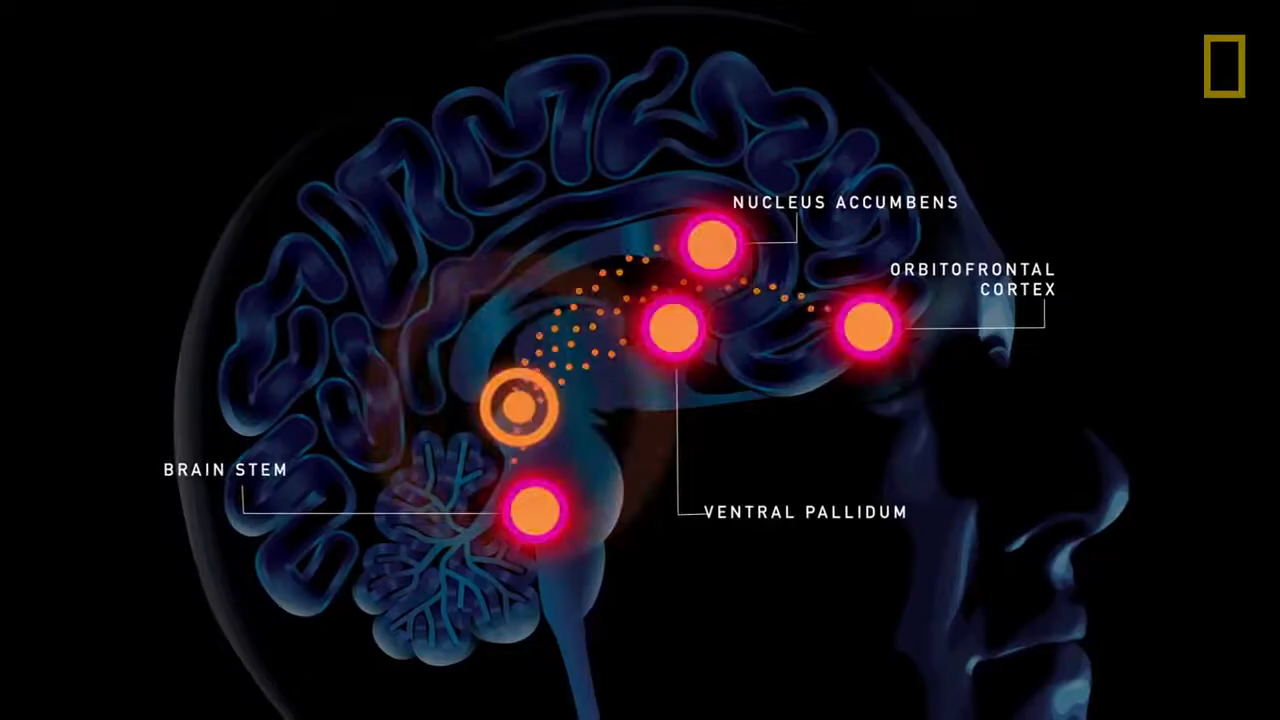 NUCLEUS ACCUMBENS
ORBITOFRONTAL
CORTEX
BRAIN STEM
VENTRAL PALLIDUM